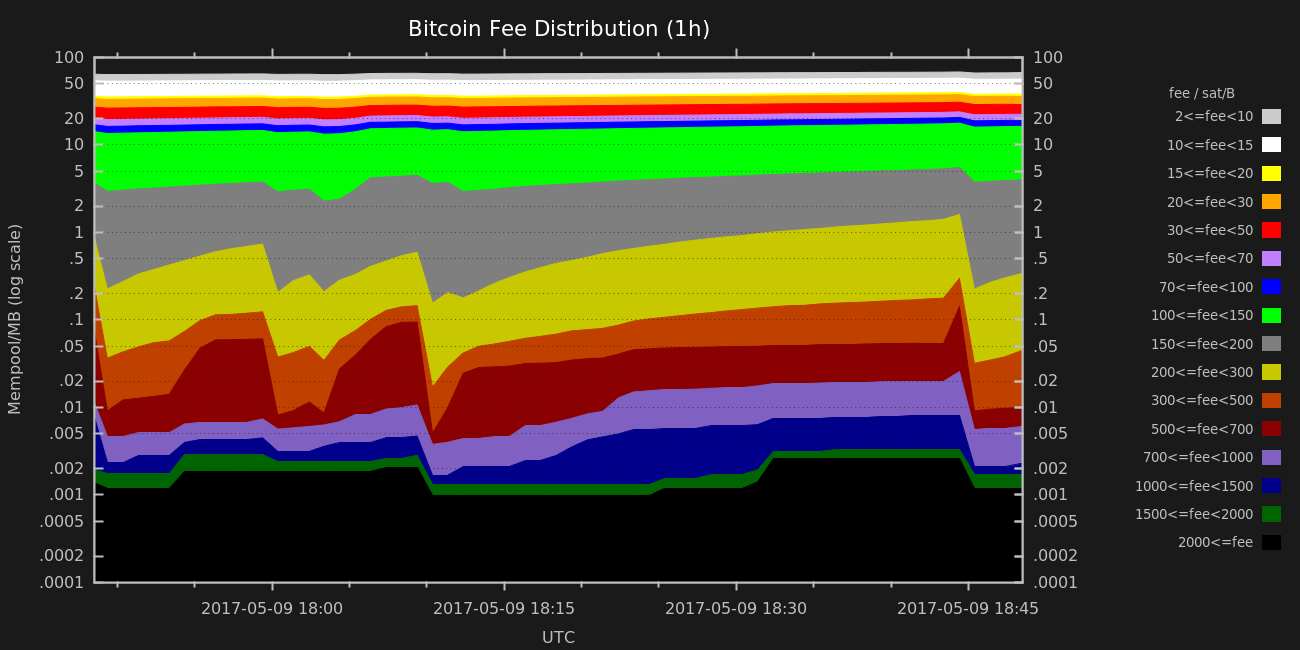 Bitcoin Fee Distribution (1h)
Mempool/MB (log scale)
100
50
20
10
5
2
1
.5
.2
.1
.05
.02
.01
.005
.002
.001
.0005
.0002
.0001
100
50
20
10
5
2
1
.5
.2
.1
.05
.02
.01
.005
.002
.001
.0005
.0002
.0001
2017-05-09 18:00
2017-05-09 18:15
2017-05-09 18:30
2017-05-09 18:45
UTC
fee / sat/B
2<=fee<10
10<=fee<15
15<=fee<20
20<=fee<30
30<=fee<50
50<=fee<70
70<=fee<100
100<=fee<150
150<=fee<200
200<=fee<300
300<=fee<500
500<=fee<700
700<=fee<1000
1000<=fee<1500
1500<=fee<2000
2000<=fee